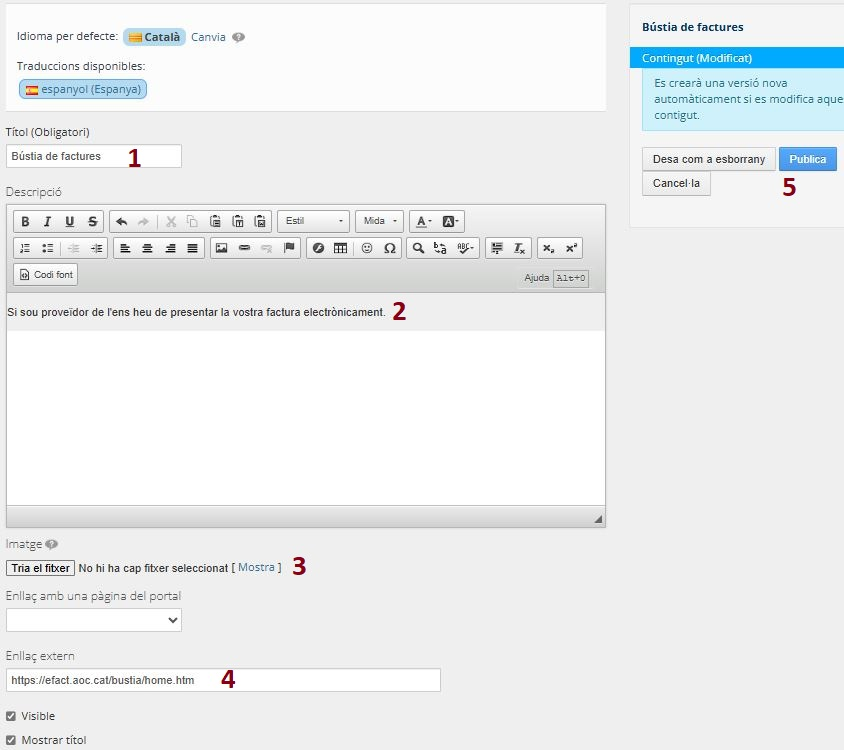 Idioma per defecte: Català Canvia
Traduccions disponibles:
espanyol (Espanya)
Títol (Obligatori)
Bústia de factures 1
Descripció
B I U S Estil Mida A A
ABC Ω
Codi font Ajuda Alt+0
Si sou proveïdor de l'ens heu de presentar la vostra factura electrònicament. 2
Imatge
Tria el fitxer No hi ha cap fitxer seleccionat [ Mostra ] 3
Enllaç amb una pàgina del portal
Enllaç extern
https://efact.aoc.cat/bustia/home.htm 4
Visible
Mostrar títol
Bústia de factures
Contingut (Modificat)
Es crearà una versió nova
automàticament si es modifica aque
contigut.
Desa com a esborrany Publica
Cancel·la 5